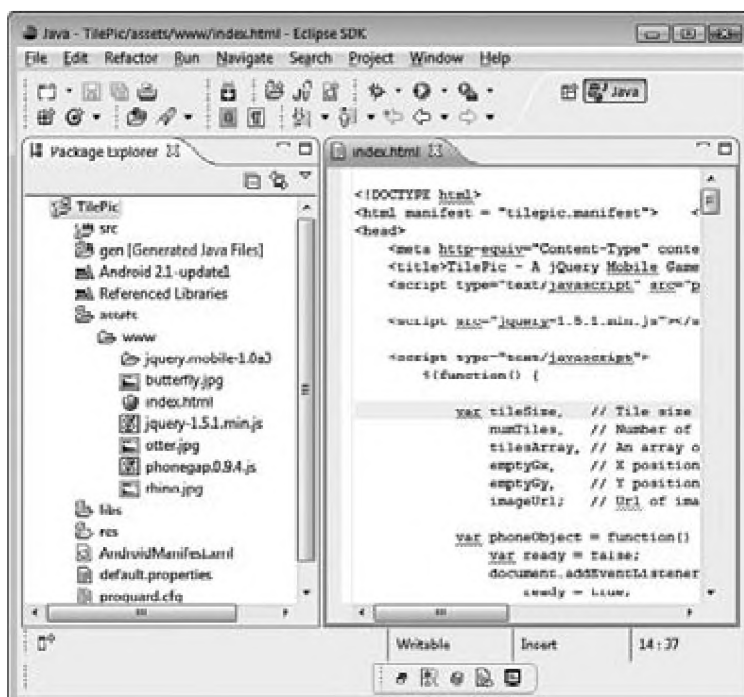 Java - TilePic/assets/www/index.html - Eclipse SDK
File Edit Refactor Run Navigate Search Project Window Help
Java
Package Explorer
TilePic
src
gen [Generated Java Files]
Android 2.1-update1
Referenced Libraries
assets
www
jquery.mobile-1.0a3
butterfly.jpg
index.html
jquery-1.5.1.min.js
otter.jpg
phonegap.0.9.4.js
rhino.jpg
libs
res
AndroidManifest.xml
default.properties
proguard.cfg
index.html
<!DOCTYPE html>
<html manifest = "tilepic.manifest"> <
<head>
<meta http-equiv="Content-Type" conte
<title>TilePic - A jQuery Mobile Game
<script type="text/javascript" src="p
<script src="jquery-1.5.1.min.js"></s
<script type="text/javascript">
$(function() {
var tileSize, // Tile size
numTiles, // Number of
tilesArray, // An array o
emptyGx, // X position
emptyGy, // Y position
imageUrl; // Url of ima
var phoneObject = function()
var ready = false;
document.addEventListener
ready = true;
Writable Insert 14:37